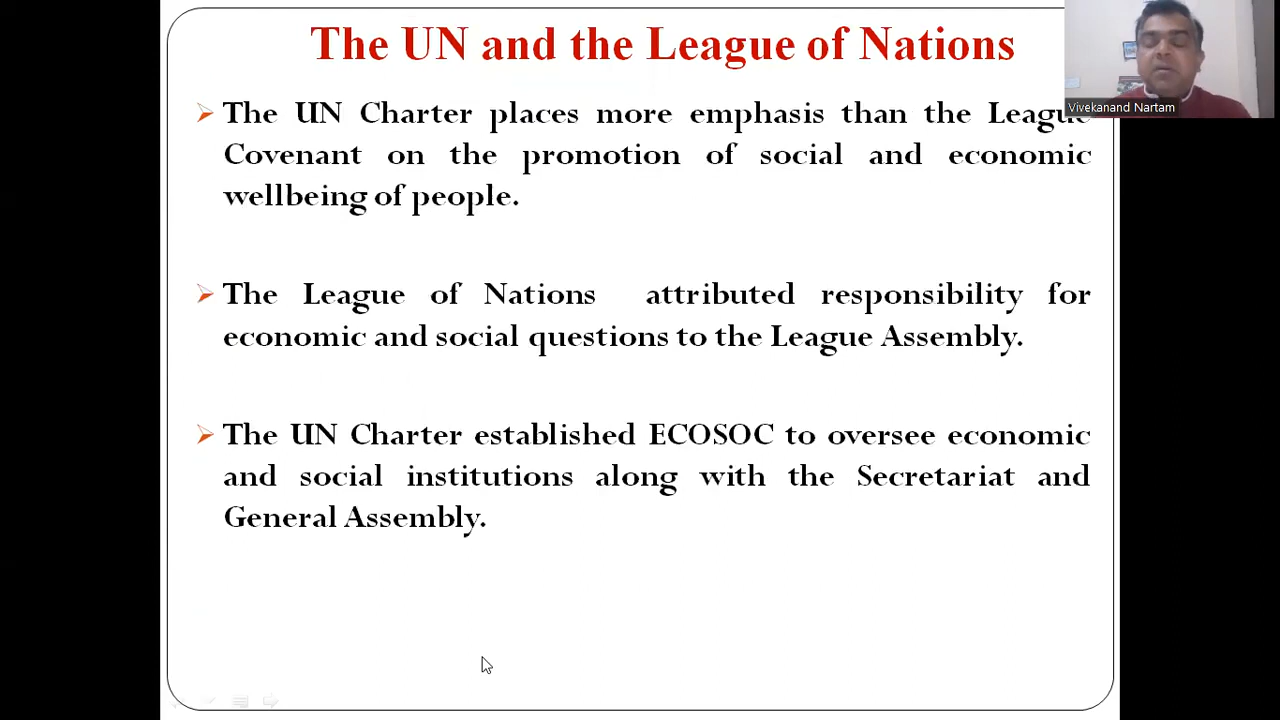 The UN and the League of Nations
Vivekanand Nartam
The UN Charter places more emphasis than the League
Covenant on the promotion of social and economic
wellbeing of people.
The League of Nations attributed responsibility for
economic and social questions to the League Assembly.
The UN Charter established ECOSOC to oversee economic
and social institutions along with the Secretariat and
General Assembly.